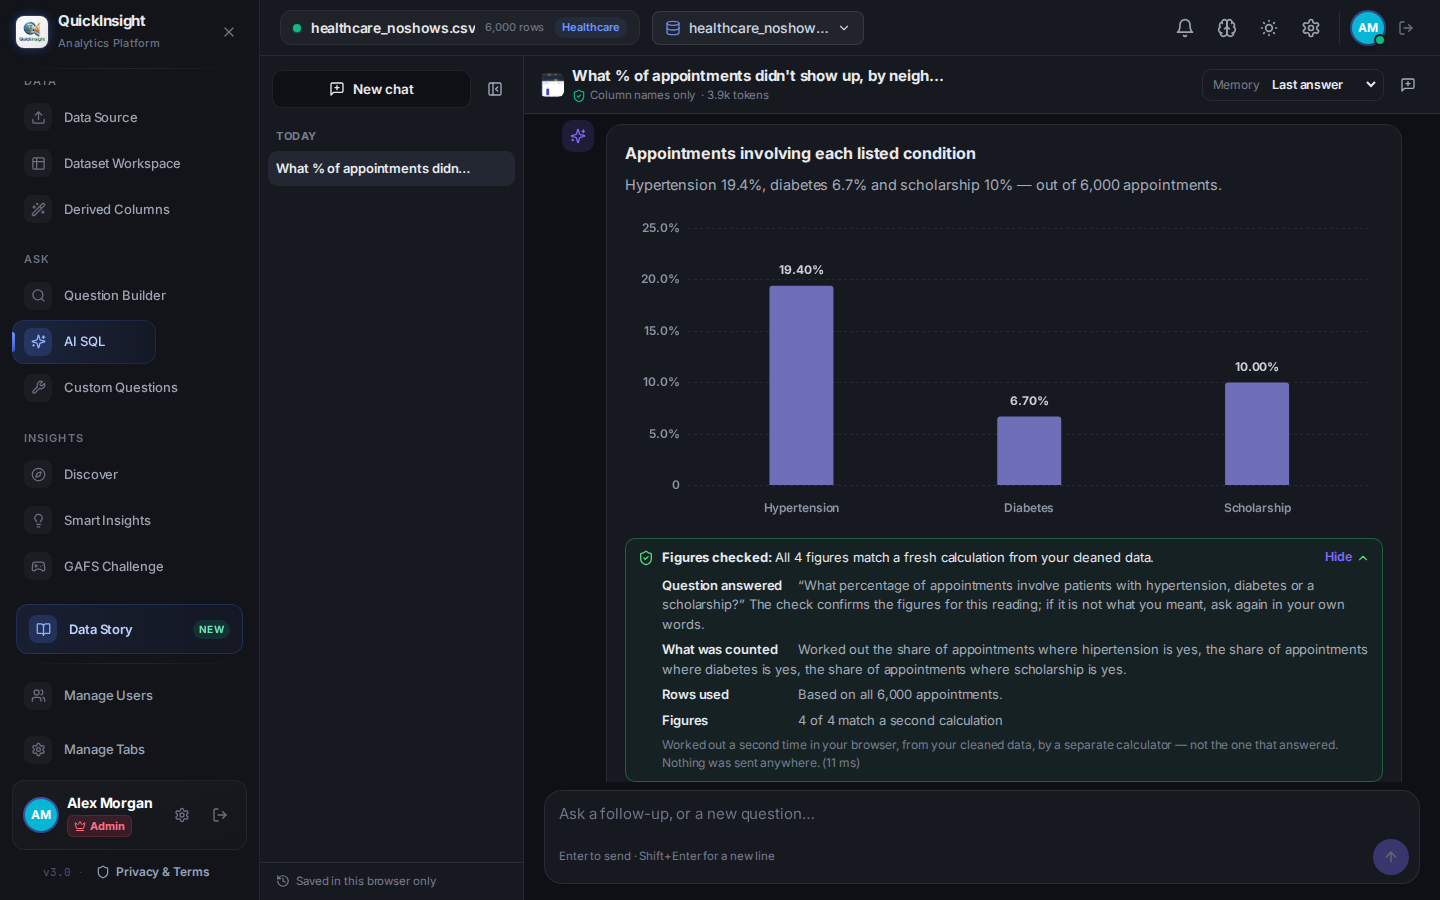 QuickInsight
Analytics Platform
DATA
Data Source
Dataset Workspace
Derived Columns
ASK
Question Builder
AI SQL
Custom Questions
INSIGHTS
Discover
Smart Insights
GAFS Challenge
Data Story NEW
Manage Users
Manage Tabs
Alex Morgan
AM
Admin
v3.0 · Privacy & Terms
healthcare_noshows.csv 6,000 rows Healthcare
healthcare_noshow...
AM
New chat
TODAY
What % of appointments didn...
Saved in this browser only
What % of appointments didn't show up, by neigh...
Column names only · 3.9k tokens
Memory Last answer
Appointments involving each listed condition
Hypertension 19.4%, diabetes 6.7% and scholarship 10% — out of 6,000 appointments.
25.0%
20.0%
15.0%
10.0%
5.0%
0
19.40%
6.70%
10.00%
Hypertension Diabetes Scholarship
Figures checked: All 4 figures match a fresh calculation from your cleaned data. Hide
Question answered “What percentage of appointments involve patients with hypertension, diabetes or a
scholarship?” The check confirms the figures for this reading; if it is not what you meant, ask again in your own
words.
What was counted Worked out the share of appointments where hipertension is yes, the share of appointments
where diabetes is yes, the share of appointments where scholarship is yes.
Rows used Based on all 6,000 appointments.
Figures 4 of 4 match a second calculation
Worked out a second time in your browser, from your cleaned data, by a separate calculator — not the one that answered.
Nothing was sent anywhere. (11 ms)
Ask a follow-up, or a new question...
Enter to send · Shift+Enter for a new line